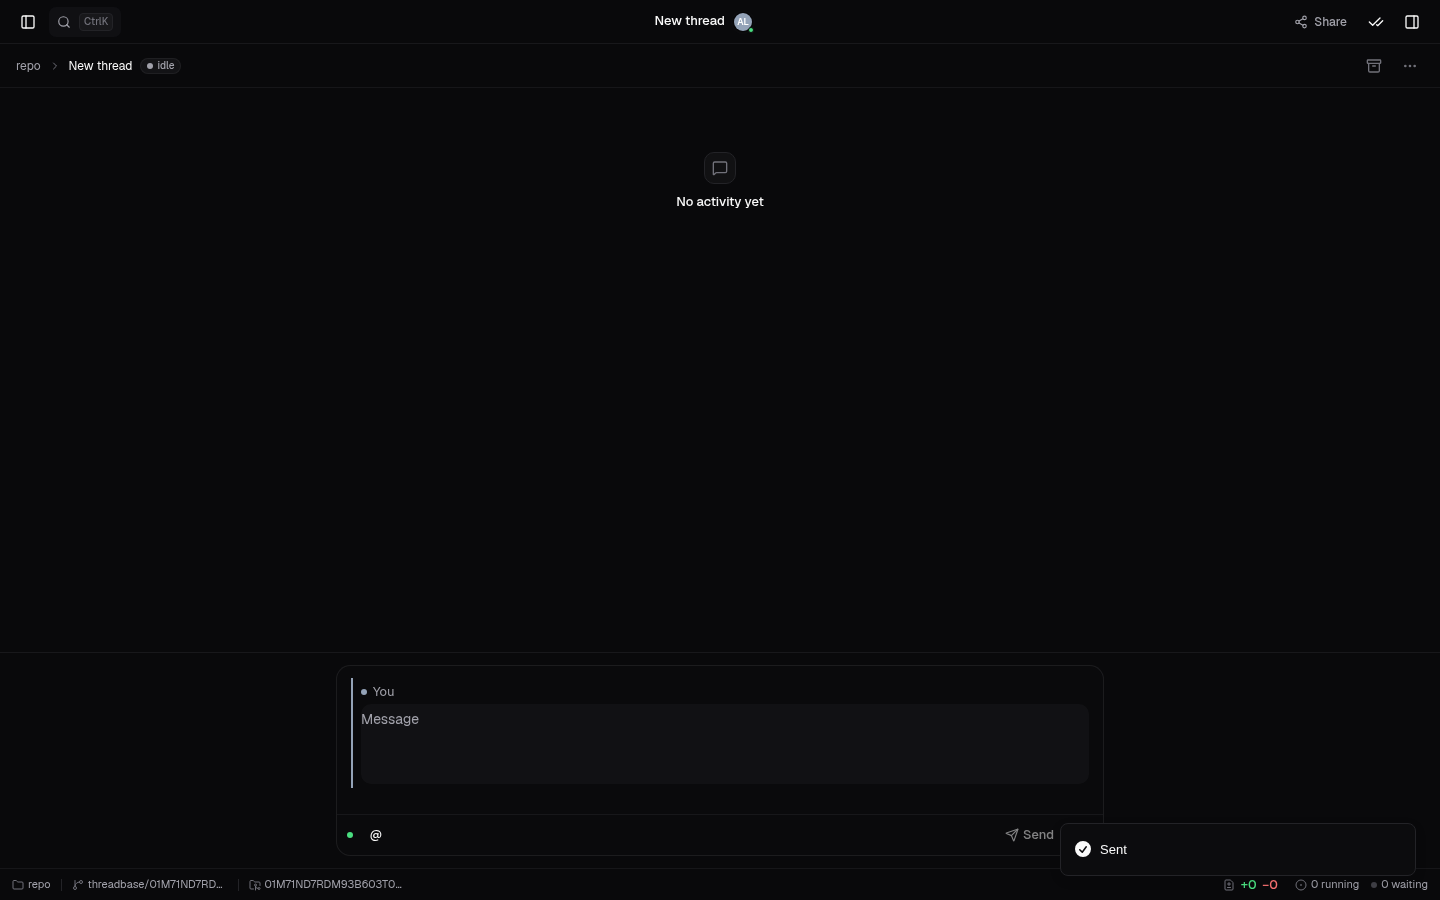 CtrlK
New thread
AL
Share
repo
New thread
idle
No activity yet
You
Message
@
Send
Sent
repo
threadbase/01M71ND7RD...
01M71ND7RDM93B603T0...
+0 −0
0 running
0 waiting